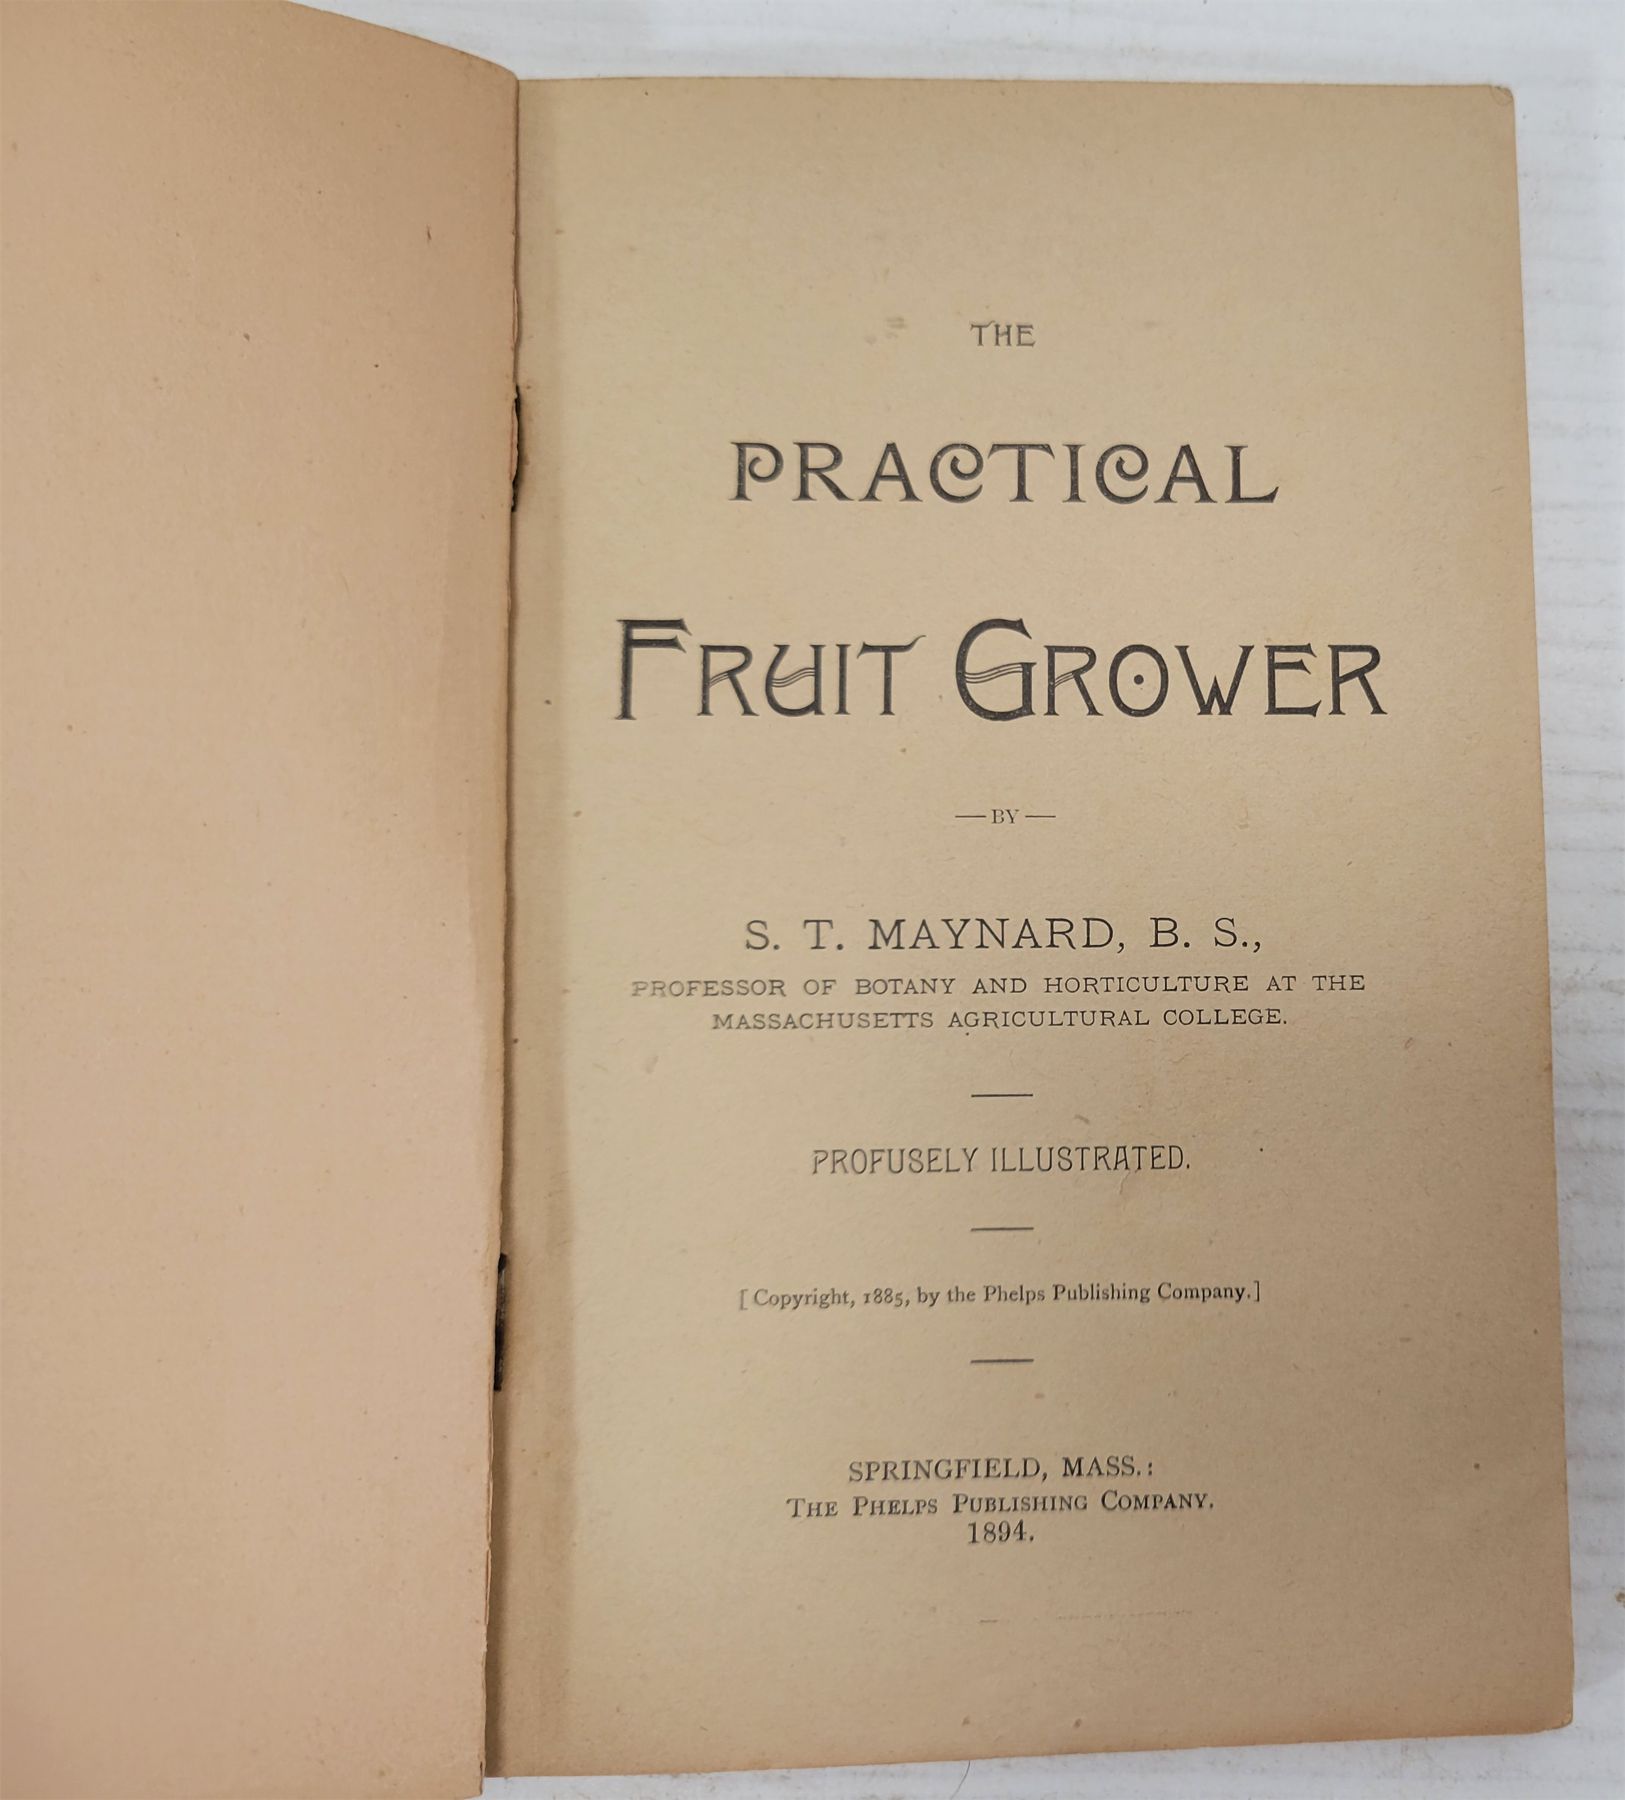 THE
PRACTICAL
FRUIT GROWER
— BY —
S. T. MAYNARD, B. S.,
PROFESSOR OF BOTANY AND HORTICULTURE AT THE
MASSACHUSETTS AGRICULTURAL COLLEGE.
PROFUSELY ILLUSTRATED.
[ Copyright, 1885, by the Phelps Publishing Company.]
SPRINGFIELD, MASS.:
THE PHELPS PUBLISHING COMPANY.
1894.